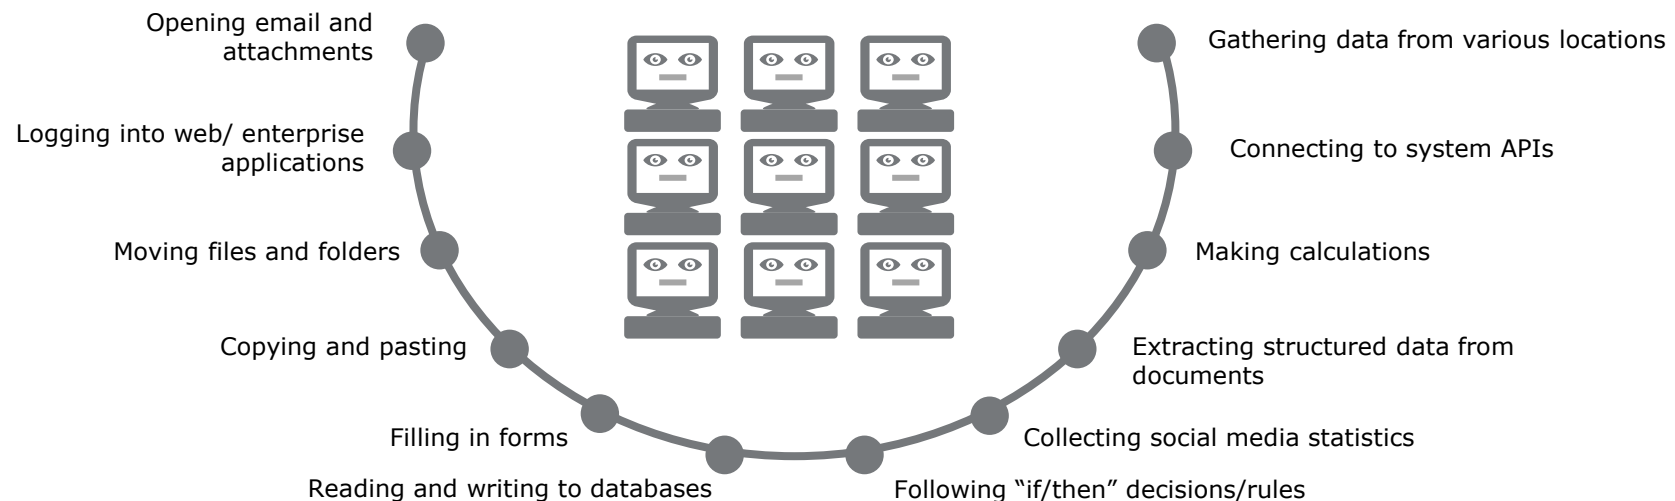 Opening email and
attachments
Logging into web/ enterprise
applications
Moving files and folders
Copying and pasting
Filling in forms
Reading and writing to databases
Following “if/then” decisions/rules
Collecting social media statistics
Extracting structured data from
documents
Making calculations
Connecting to system APIs
Gathering data from various locations